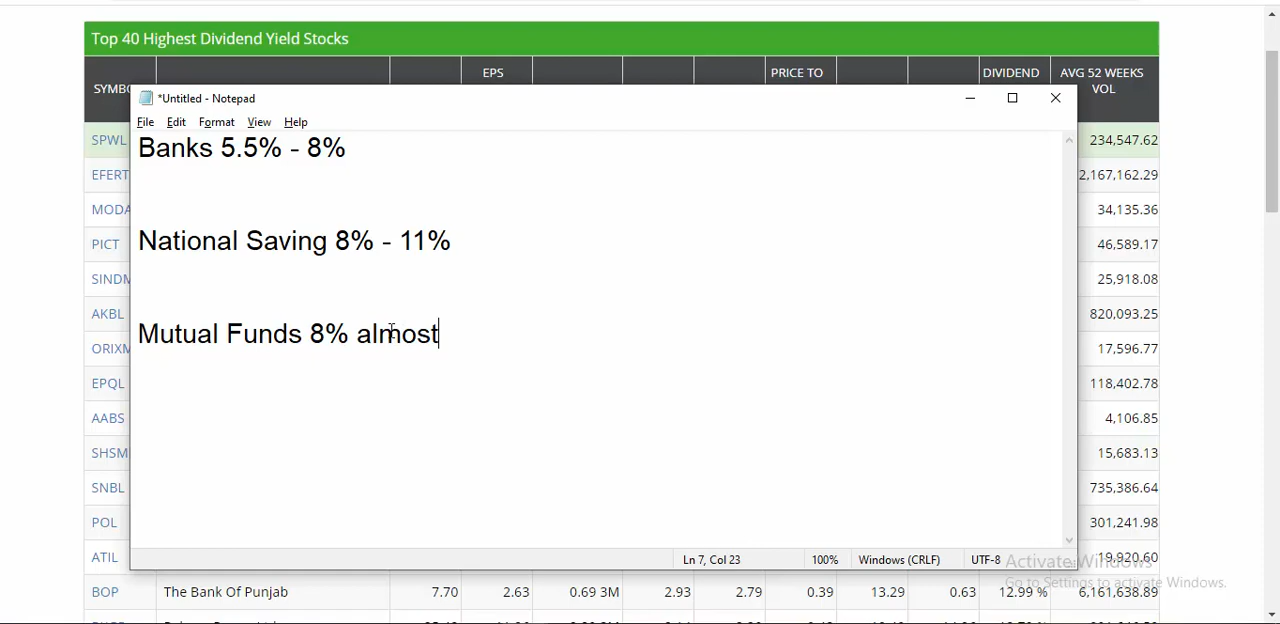 Top 40 Highest Dividend Yield Stocks
EPS PRICE TO DIVIDEND AVG 52 WEEKS
VOL
*Untitled - Notepad
File Edit Format View Help
Banks 5.5% - 8%
National Saving 8% - 11%
Mutual Funds 8% almost
Ln 7, Col 23 100% Windows (CRLF) UTF-8
SPWL 234,547.62
EFERT 2,167,162.29
34,135.36
PICT 46,589.17
25,918.08
AKBL 820,093.25
17,596.77
EPQL 118,402.78
AABS 4,106.85
15,683.13
SNBL 735,386.64
POL 301,241.98
ATIL 19,920.60
BOP The Bank Of Punjab 7.70 2.63 0.69 3M 2.93 2.79 0.39 13.29 0.63 12.99 % 6,161,638.89
Activate Windows
Go to Settings to activate Windows.